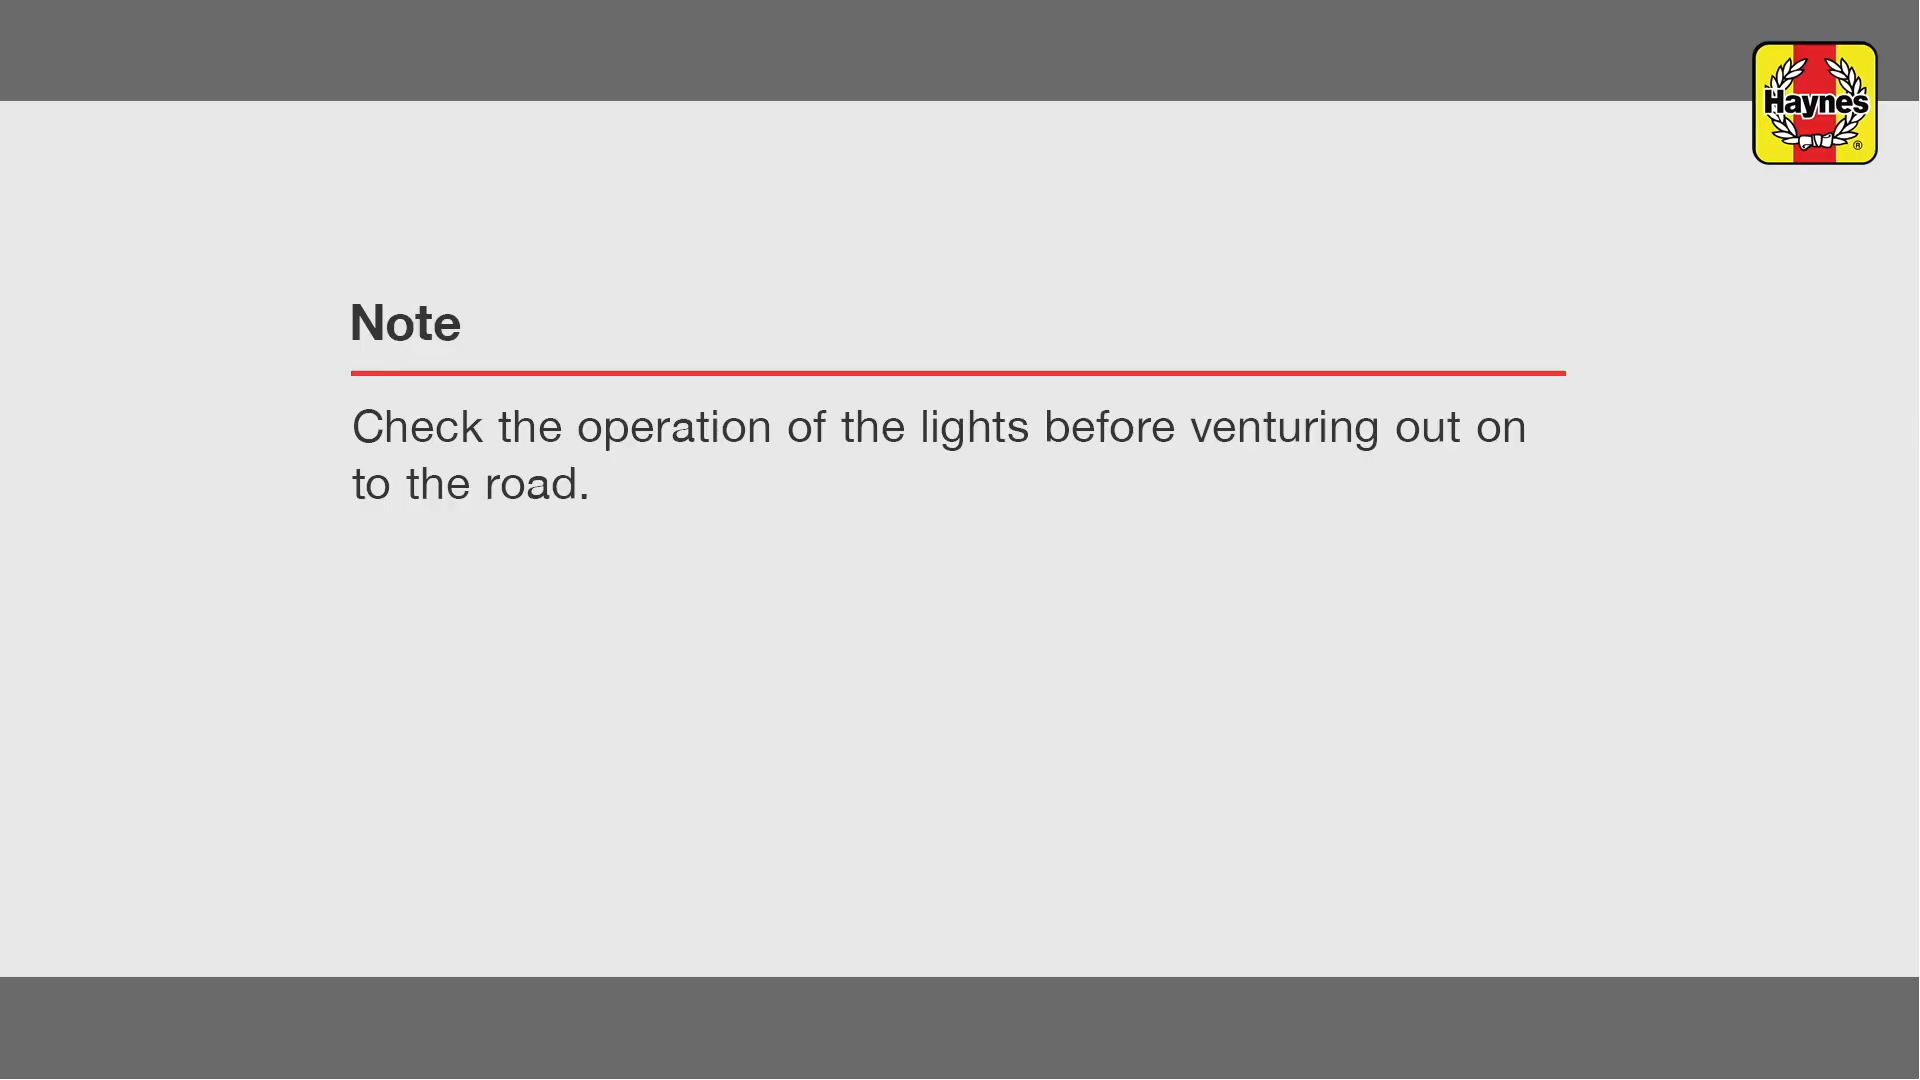 Haynes
®
Note
Check the operation of the lights before venturing out on
to the road.